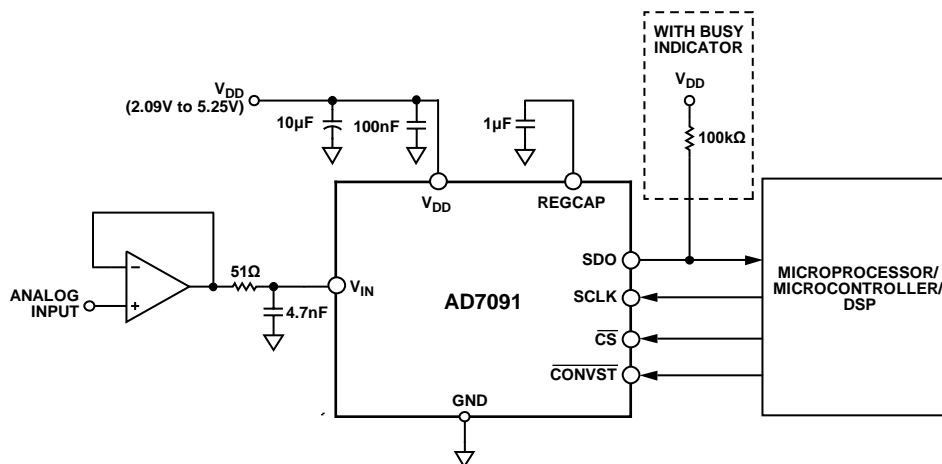 WITH BUSY
INDICATOR
VDD
100kΩ
VDD
(2.09V to 5.25V)
10µF
100nF
1µF
VDD
REGCAP
ANALOG
INPUT
−
+
51Ω
4.7nF
VIN
AD7091
SDO
SCLK
CS
CONVST
GND
MICROPROCESSOR/
MICROCONTROLLER/
DSP